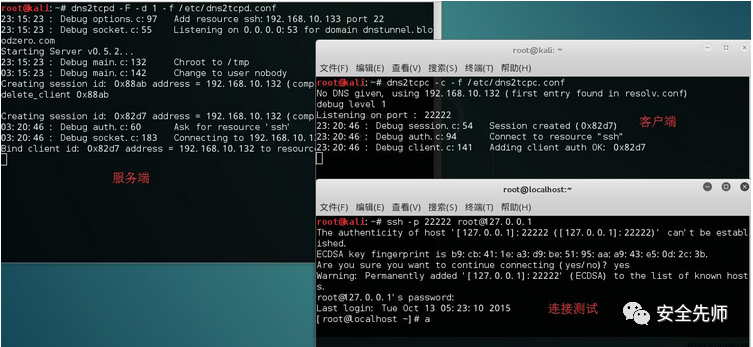 root@kali:~# dns2tcpd -F -d 1 -f /etc/dns2tcpd.conf
23:15:23 : Debug options.c:97 Add resource ssh:192.168.10.133 port 22
23:15:23 : Debug socket.c:55 Listening on 0.0.0.0:53 for domain dnstunnel.blo
odzero.com
Starting Server v0.5.2...
23:15:23 : Debug main.c:132 Chroot to /tmp
03:15:23 : Debug main.c:142 Change to user nobody
Creating session id: 0x88ab address = 192.168.10.132 (comp
delete_client 0x88ab
Creating session id: 0x82d7 address = 192.168.10.132 (comp
03:20:46 : Debug auth.c:60 Ask for resource 'ssh'
03:20:46 : Debug socket.c:183 Connecting to 192.168.10.1
Bind client id: 0x82d7 address = 192.168.10.132 to resourc
服务端
root@kali: ~
文件(F) 编辑(E) 查看(V) 搜索(S) 终端(T) 帮助(H)
root@kali:~# dns2tcpc -c -f /etc/dns2tcpc.conf
No DNS given, using 192.168.10.132 (first entry found in resolv.conf)
debug level 1
Listening on port : 22222
23:20:46 : Debug session.c:54 Session created (0x82d7)
23:20:46 : Debug auth.c:94 Connect to resource "ssh"
23:20:46 : Debug client.c:141 Adding client auth OK: 0x82d7
客户端
root@localhost:~
文件(F) 编辑(E) 查看(V) 搜索(S) 终端(T) 帮助(H)
root@kali:~# ssh -p 22222 root@127.0.0.1
The authenticity of host '[127.0.0.1]:22222 ([127.0.0.1]:22222)' can't be establ
ished.
ECDSA key fingerprint is b9:cb:41:1e:a3:d9:be:51:95:aa:a9:43:e5:0d:2c:3b.
Are you sure you want to continue connecting (yes/no)? yes
Warning: Permanently added '[127.0.0.1]:22222' (ECDSA) to the list of known host
s.
root@127.0.0.1's password:
Last login: Tue Oct 13 05:23:10 2015
[root@localhost ~]# a
连接测试
安全先师